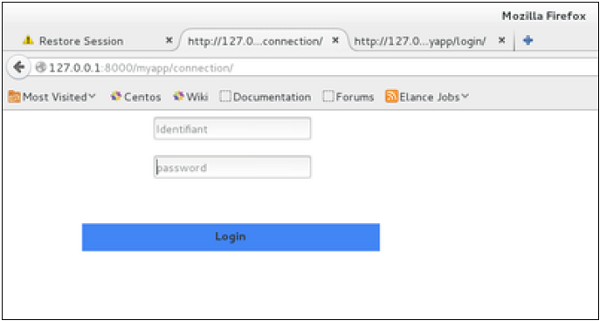 Mozilla Firefox
Restore Session × http://127.0...connection/ × http://127.0...yapp/login/ ×
127.0.0.1:8000/myapp/connection/
Most Visited Centos Wiki Documentation Forums Elance Jobs
Identifiant
password
Login